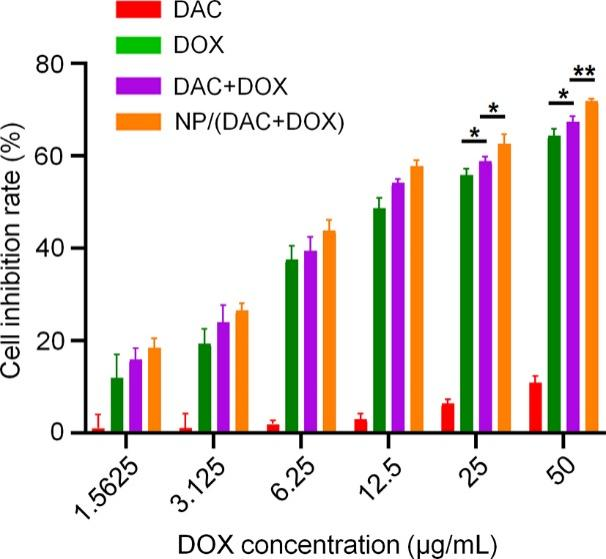 DAC
DOX
DAC+DOX
NP/(DAC+DOX)
Cell inhibition rate (%)
80
60
40
20
0
* * * **
1.5625 3.125 6.25 12.5 25 50
DOX concentration (μg/mL)